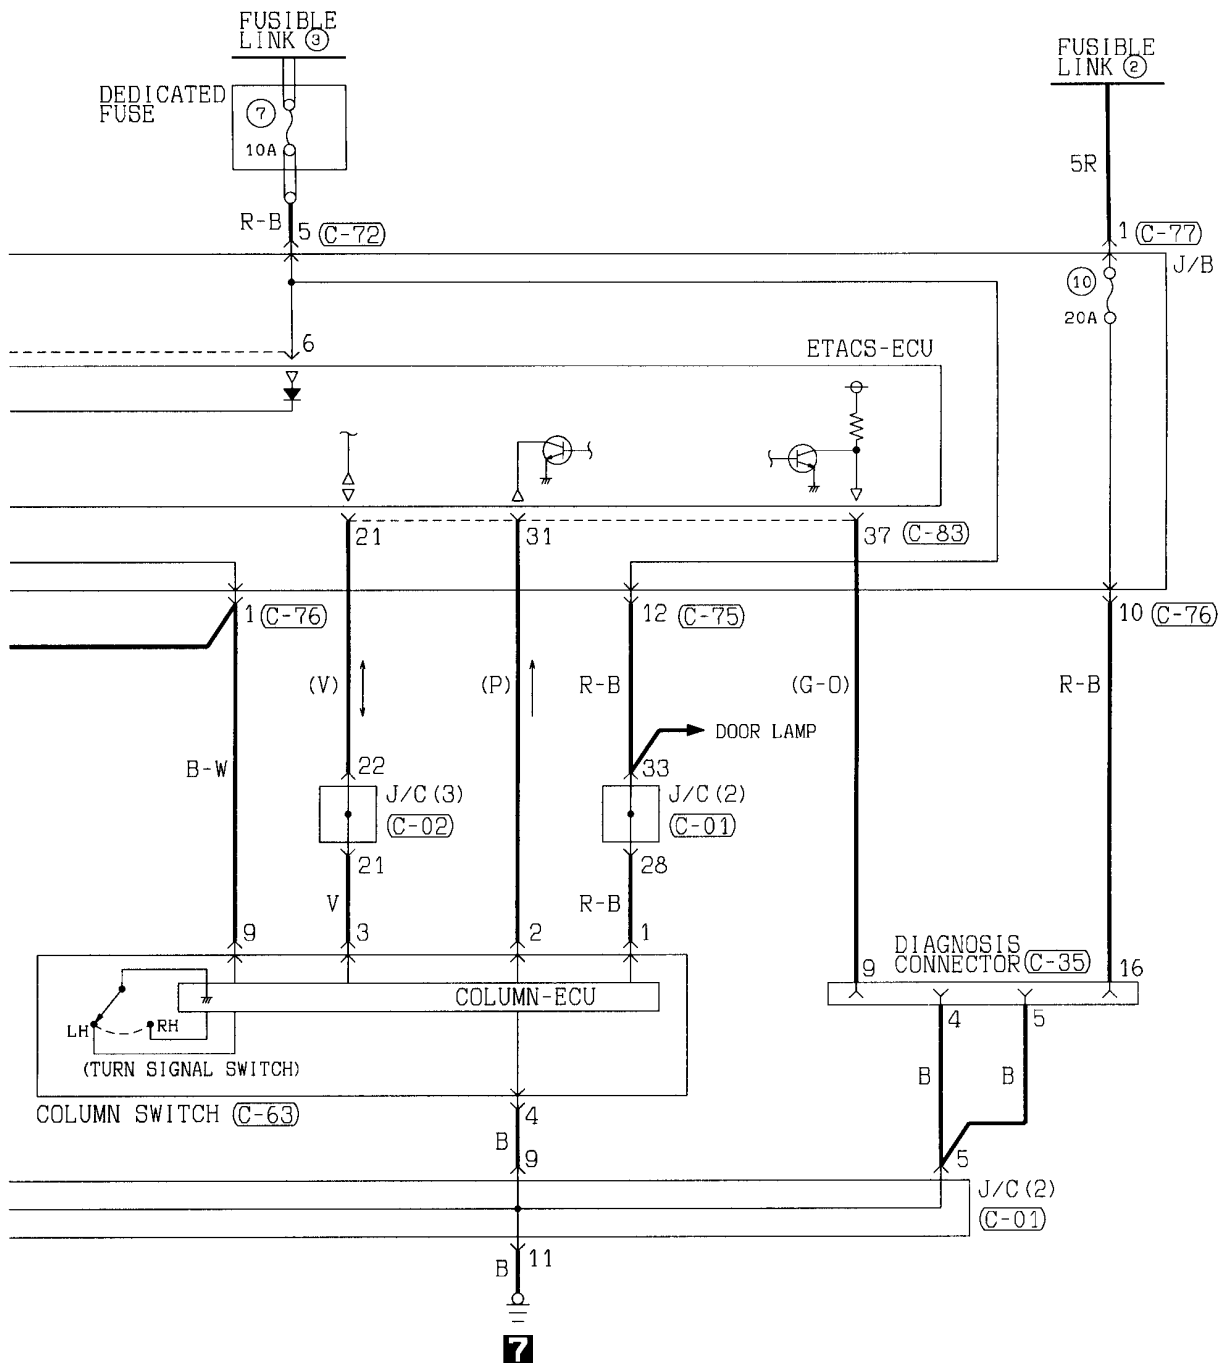 FUSIBLE
LINK ③
FUSIBLE
LINK ②
DEDICATED
FUSE
7
10A
5R
R-B
5 (C-72)
1 (C-77)
J/B
10
20A
6
ETACS-ECU
21
31
37 (C-83)
1 (C-76)
12 (C-75)
10 (C-76)
(V)
(P)
R-B
(G-O)
R-B
DOOR LAMP
B-W
22
33
J/C(3)
(C-02)
J/C(2)
(C-01)
21
28
V
R-B
9
3
2
1
DIAGNOSIS
CONNECTOR (C-35)
9
16
COLUMN-ECU
4
5
LH
RH
(TURN SIGNAL SWITCH)
B
B
COLUMN SWITCH (C-63)
4
B
9
5
J/C(2)
(C-01)
11
B
7